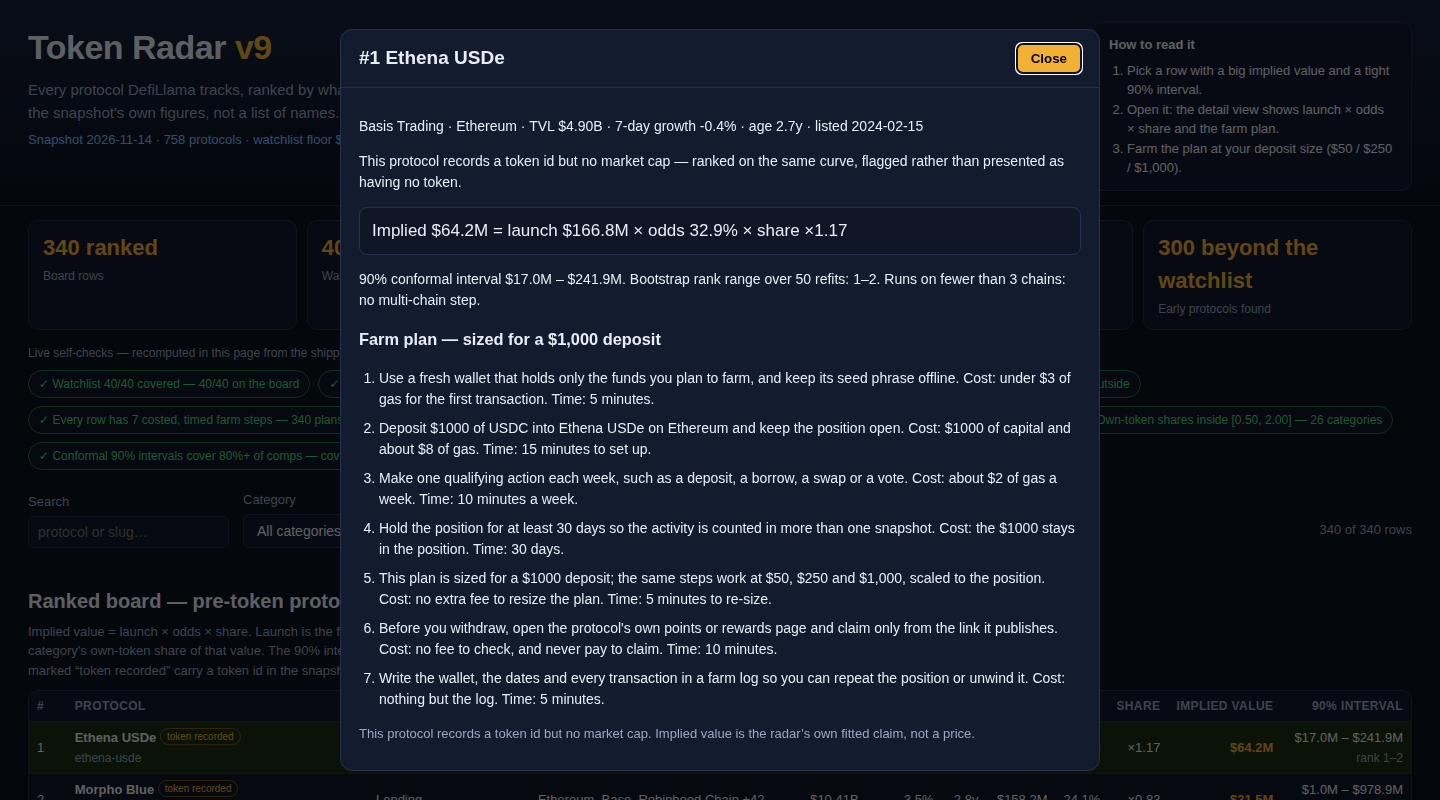 Token Radar v9
Every protocol DefiLlama tracks, ranked by wha
the snapshot's own figures, not a list of names.
Snapshot 2026-11-14 · 758 protocols · watchlist floor $
How to read it
1. Pick a row with a big implied value and a tight
90% interval.
2. Open it: the detail view shows launch × odds
× share and the farm plan.
3. Farm the plan at your deposit size ($50 / $250
/ $1,000).
340 ranked
Board rows
40
Wa
300 beyond the
watchlist
Early protocols found
Live self-checks — recomputed in this page from the shipp
✓ Watchlist 40/40 covered — 40/40 on the board
✓
utside
✓ Every row has 7 costed, timed farm steps — 340 plans
Own-token shares inside [0.50, 2.00] — 26 categories
✓ Conformal 90% intervals cover 80%+ of comps — cov
Search
Category
protocol or slug…
All categories
340 of 340 rows
Ranked board — pre-token proto
Implied value = launch × odds × share. Launch is the f
category's own-token share of that value. The 90% inte
marked “token recorded” carry a token id in the snapsh
# PROTOCOL SHARE IMPLIED VALUE 90% INTERVAL
1 Ethena USDe token recorded ×1.17 $64.2M $17.0M – $241.9M
ethena-usde rank 1–2
2 Morpho Blue token recorded Lending Ethereum, Base, Robinhood Chain +42 $10.41B 3.5% 2.8y $158.2M 24.1% ×0.83 $31.5M $1.0M – $978.9M
#1 Ethena USDe
Close
Basis Trading · Ethereum · TVL $4.90B · 7-day growth -0.4% · age 2.7y · listed 2024-02-15
This protocol records a token id but no market cap — ranked on the same curve, flagged rather than presented as
having no token.
Implied $64.2M = launch $166.8M × odds 32.9% × share ×1.17
90% conformal interval $17.0M – $241.9M. Bootstrap rank range over 50 refits: 1–2. Runs on fewer than 3 chains:
no multi-chain step.
Farm plan — sized for a $1,000 deposit
1. Use a fresh wallet that holds only the funds you plan to farm, and keep its seed phrase offline. Cost: under $3 of
gas for the first transaction. Time: 5 minutes.
2. Deposit $1000 of USDC into Ethena USDe on Ethereum and keep the position open. Cost: $1000 of capital and
about $8 of gas. Time: 15 minutes to set up.
3. Make one qualifying action each week, such as a deposit, a borrow, a swap or a vote. Cost: about $2 of gas a
week. Time: 10 minutes a week.
4. Hold the position for at least 30 days so the activity is counted in more than one snapshot. Cost: the $1000 stays
in the position. Time: 30 days.
5. This plan is sized for a $1000 deposit; the same steps work at $50, $250 and $1,000, scaled to the position.
Cost: no extra fee to resize the plan. Time: 5 minutes to re-size.
6. Before you withdraw, open the protocol's own points or rewards page and claim only from the link it publishes.
Cost: no fee to check, and never pay to claim. Time: 10 minutes.
7. Write the wallet, the dates and every transaction in a farm log so you can repeat the position or unwind it. Cost:
nothing but the log. Time: 5 minutes.
This protocol records a token id but no market cap. Implied value is the radar's own fitted claim, not a price.